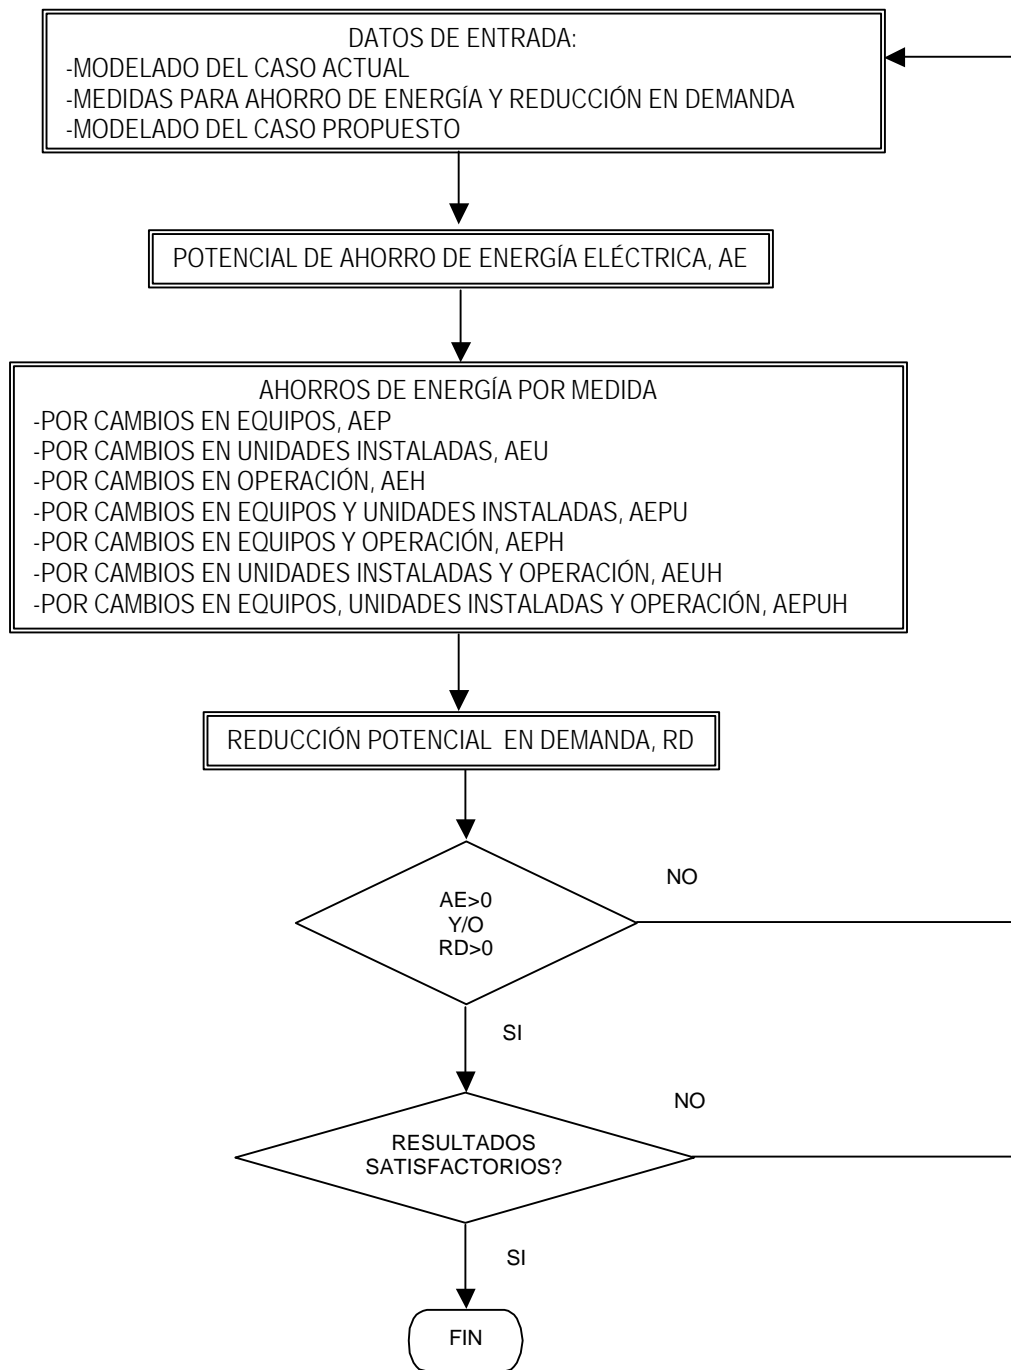 DATOS DE ENTRADA:
-MODELADO DEL CASO ACTUAL
-MEDIDAS PARA AHORRO DE ENERGÍA Y REDUCCIÓN EN DEMANDA
-MODELADO DEL CASO PROPUESTO
POTENCIAL DE AHORRO DE ENERGÍA ELÉCTRICA, AE
AHORROS DE ENERGÍA POR MEDIDA
-POR CAMBIOS EN EQUIPOS, AEP
-POR CAMBIOS EN UNIDADES INSTALADAS, AEU
-POR CAMBIOS EN OPERACIÓN, AEH
-POR CAMBIOS EN EQUIPOS Y UNIDADES INSTALADAS, AEPU
-POR CAMBIOS EN EQUIPOS Y OPERACIÓN, AEPH
-POR CAMBIOS EN UNIDADES INSTALADAS Y OPERACIÓN, AEUH
-POR CAMBIOS EN EQUIPOS, UNIDADES INSTALADAS Y OPERACIÓN, AEPUH
REDUCCIÓN POTENCIAL EN DEMANDA, RD
NO
AE>0
Y/O
RD>0
SI
NO
RESULTADOS
SATISFACTORIOS?
SI
FIN